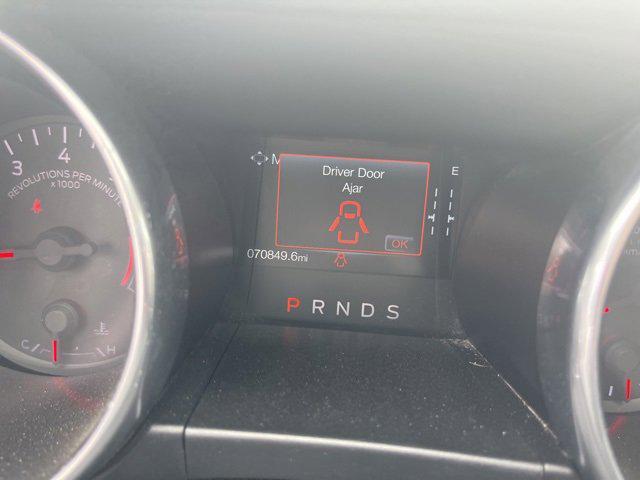 3
4
REVOLUTIONS PER MINUTE
x1000
M
Driver Door
Ajar
OK
E
070849.6mi
P R N D S
C
H